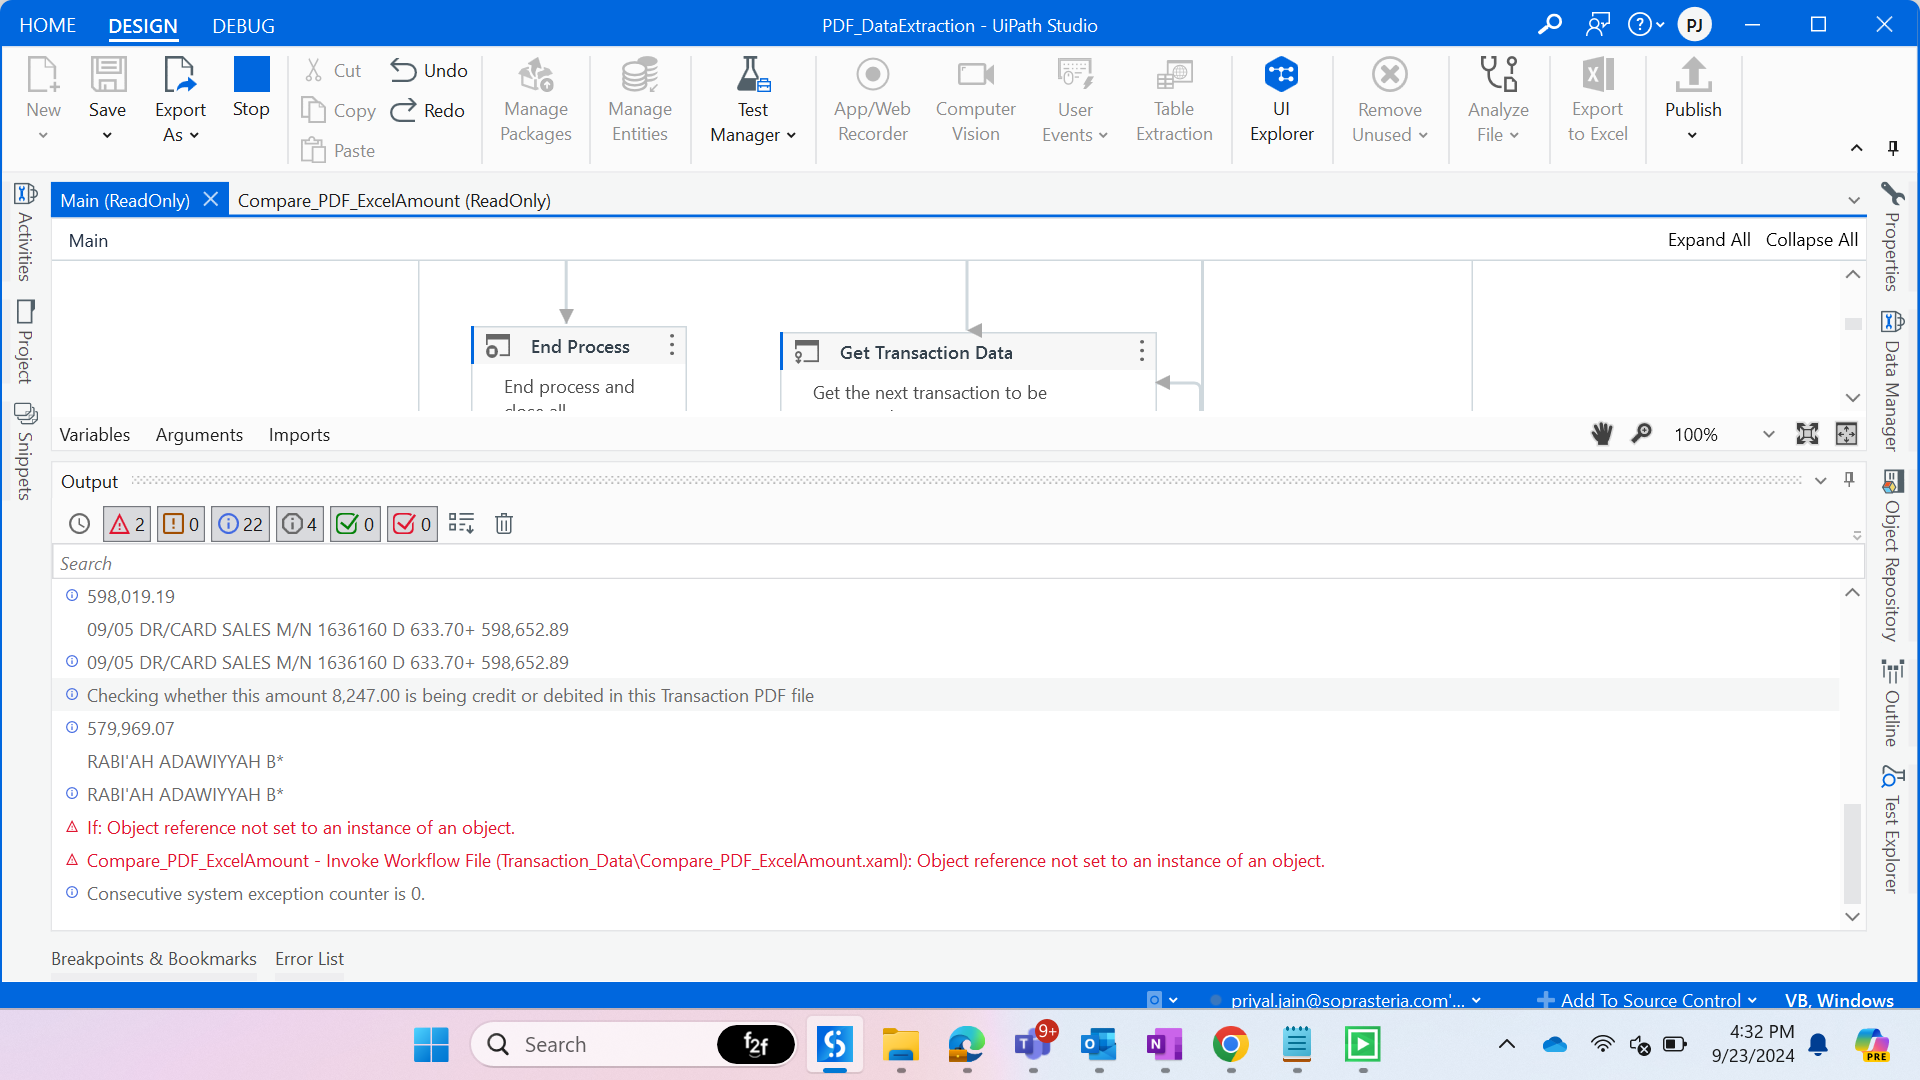 HOME DESIGN DEBUG
PDF_DataExtraction - UiPath Studio
PJ
New
Save
Export As
Stop
Cut
Copy
Paste
Undo
Redo
Manage Packages
Manage Entities
Test Manager
App/Web Recorder
Computer Vision
User Events
Table Extraction
UI Explorer
Remove Unused
Analyze File
Export to Excel
Publish
Main (ReadOnly)
Compare_PDF_ExcelAmount (ReadOnly)
Activities
Project
Snippets
Main
Expand All Collapse All
End Process
End process and
Get Transaction Data
Get the next transaction to be
Variables Arguments Imports
100%
Output
2
0
22
4
0
0
Search
598,019.19
09/05 DR/CARD SALES M/N 1636160 D 633.70+ 598,652.89
09/05 DR/CARD SALES M/N 1636160 D 633.70+ 598,652.89
Checking whether this amount 8,247.00 is being credit or debited in this Transaction PDF file
579,969.07
RABI'AH ADAWIYYAH B*
RABI'AH ADAWIYYAH B*
If: Object reference not set to an instance of an object.
Compare_PDF_ExcelAmount - Invoke Workflow File (Transaction_Data\Compare_PDF_ExcelAmount.xaml): Object reference not set to an instance of an object.
Consecutive system exception counter is 0.
Properties
Data Manager
Object Repository
Outline
Test Explorer
Breakpoints & Bookmarks Error List
priyal.jain@soprasteria.com'...
Add To Source Control
VB, Windows
Search
f2f
9+
4:32 PM
9/23/2024
PRE